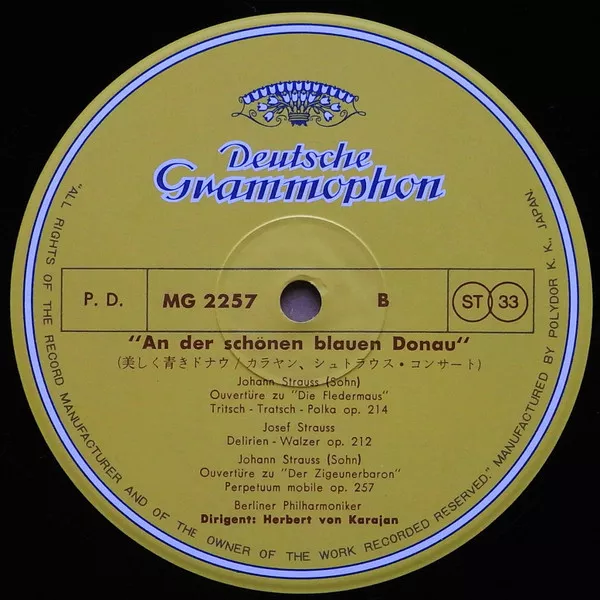 Deutsche
Grammophon
P. D.
MG 2257
B
ST 33
"An der schönen blauen Donau"
(美しく青きドナウ / カラヤン、シュトラウス・コンサート)
Johann Strauss (Sohn)
Ouvertüre zu "Die Fledermaus"
Tritsch - Tratsch - Polka op. 214
Josef Strauss
Delirien - Walzer op. 212
Johann Strauss (Sohn)
Ouvertüre zu "Der Zigeunerbaron"
Perpetuum mobile op. 257
Berliner Philharmoniker
Dirigent: Herbert von Karajan
"ALL RIGHTS OF THE RECORD MANUFACTURER AND OF THE OWNER OF THE WORK RECORDED RESERVED." MANUFACTURED BY POLYDOR K. K., JAPAN.